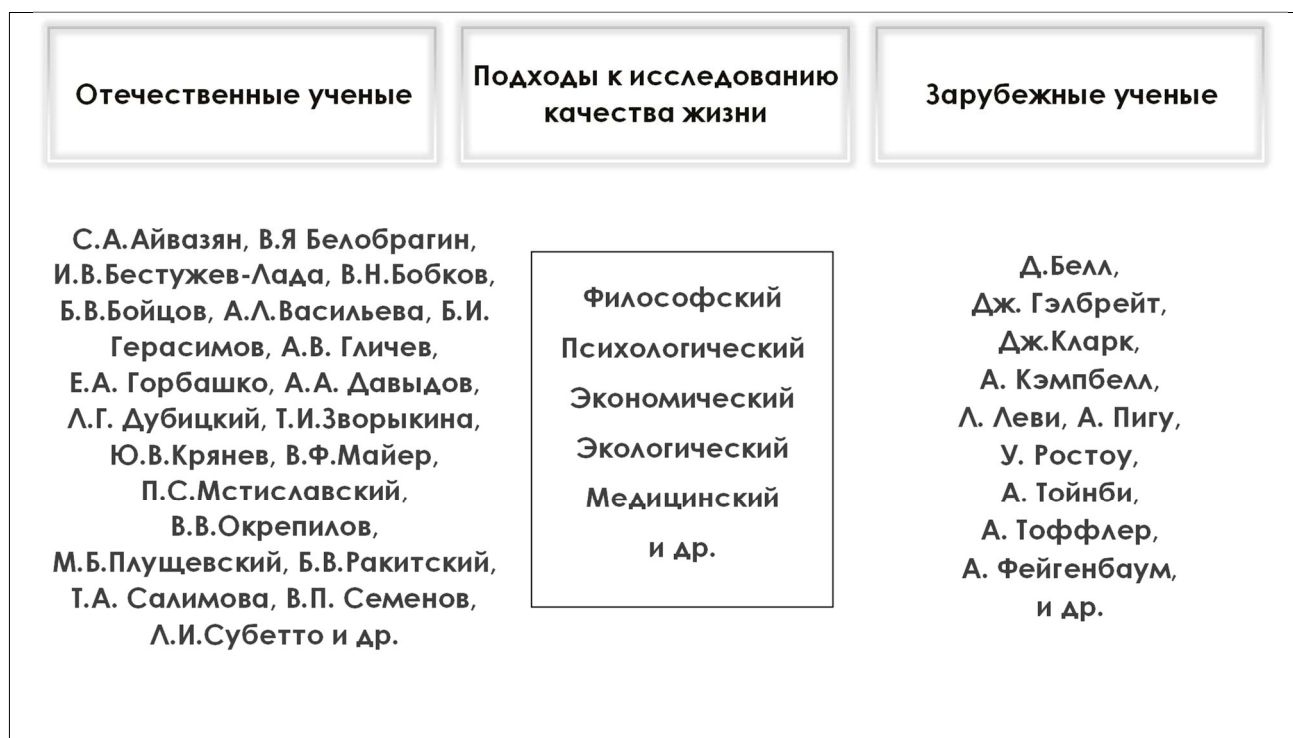 Отечественные ученые
Подходы к исследованию
качества жизни
Зарубежные ученые
С.А.Айвазян, В.Я Белобрагин,
И.В.Бестужев-Лада, В.Н.Бобков,
Б.В.Бойцов, А.Л.Васильева, Б.И.
Герасимов, А.В. Гличев,
Е.А. Горбашко, А.А. Давыдов,
Л.Г. Дубицкий, Т.И.Зворыкина,
Ю.В.Крянев, В.Ф.Майер,
П.С.Мстиславский,
В.В.Окрепилов,
М.Б.Плущевский, Б.В.Ракитский,
Т.А. Салимова, В.П. Семенов,
Л.И.Субетто и др.
Философский
Психологический
Экономический
Экологический
Медицинский
и др.
Д.Белл,
Дж. Гэлбрейт,
Дж.Кларк,
А. Кэмпбелл,
Л. Леви, А. Пигу,
У. Ростоу,
А. Тойнби,
А. Тоффлер,
А. Фейгенбаум,
и др.